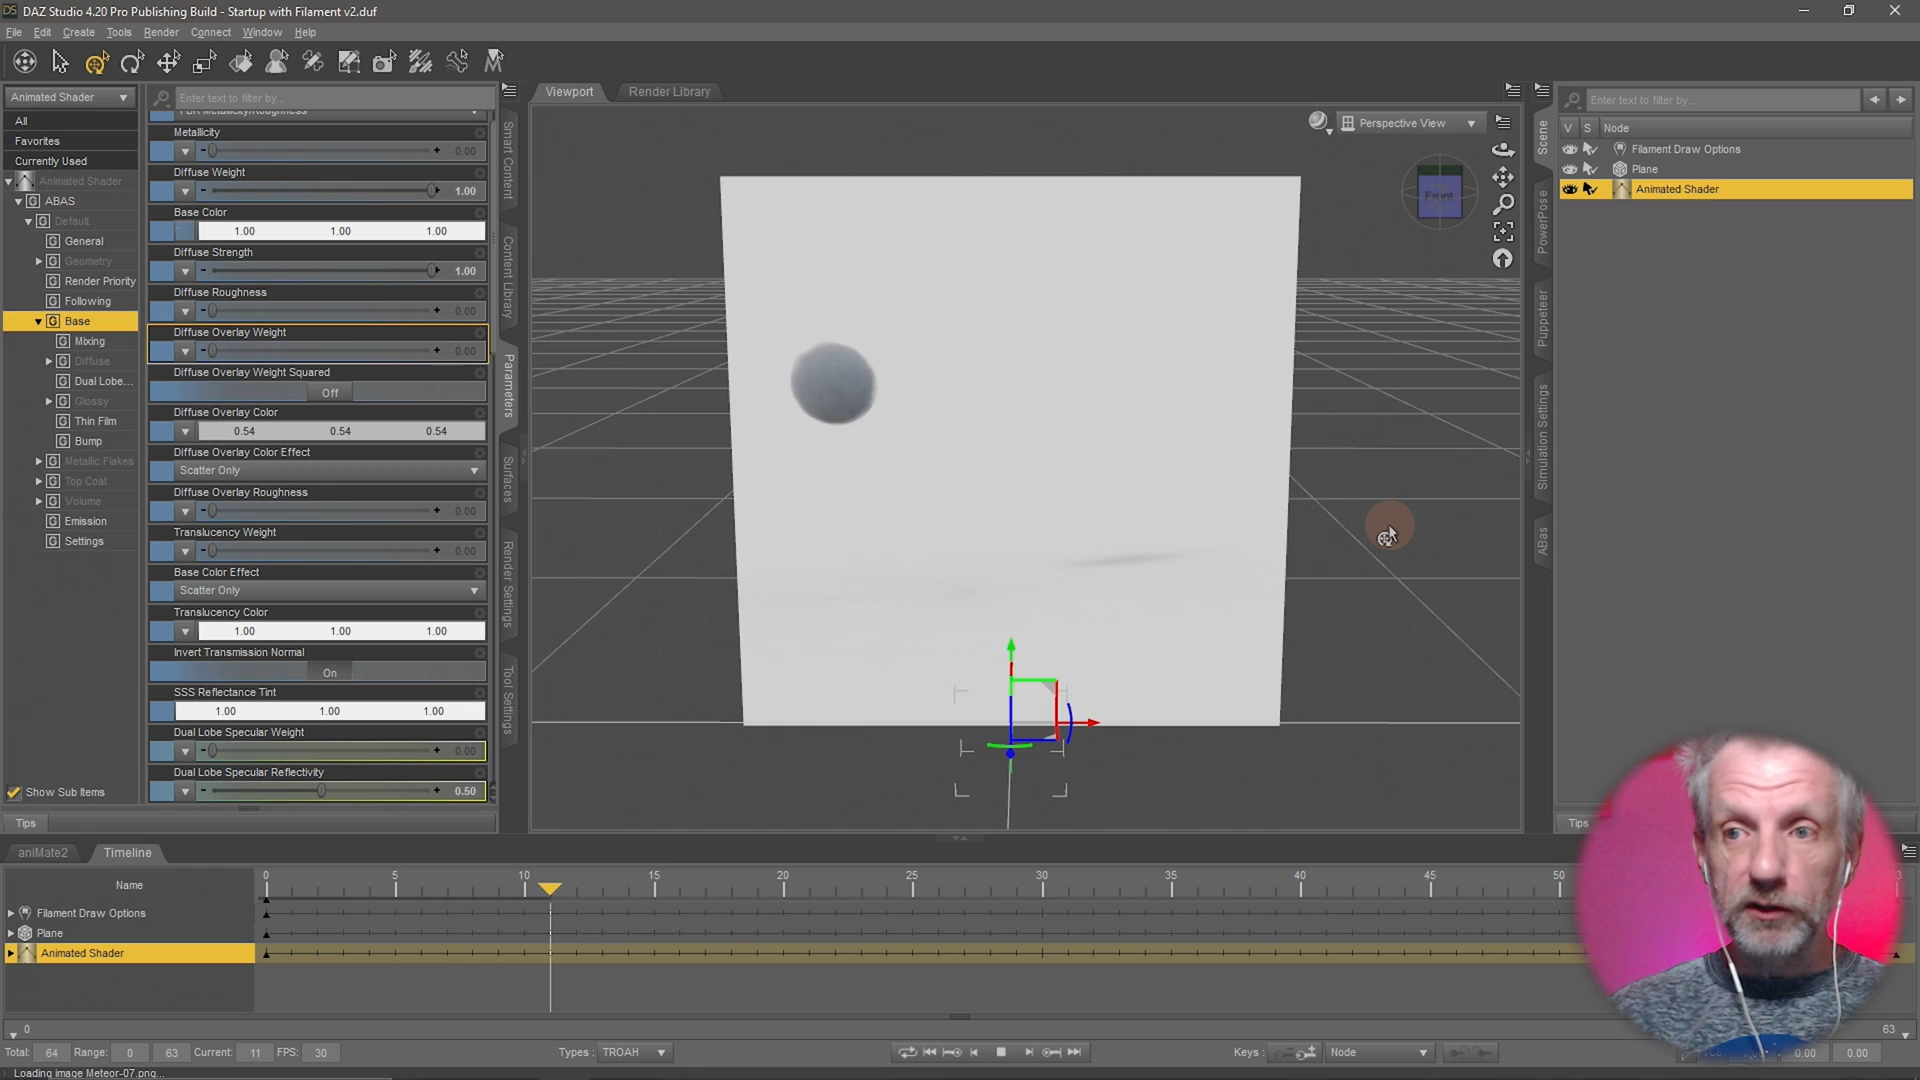 DAZ Studio 4.20 Pro Publishing Build - Startup with Filament v2.duf
File Edit Create Tools Render Connect Window Help
Animated Shader
Enter text to filter by...
All
Favorites
Currently Used
Animated Shader
ABAS
Default
General
Geometry
Render Priority
Following
Base
Mixing
Diffuse
Dual Lobe...
Glossy
Thin Film
Bump
Metallic Flakes
Top Coat
Volume
Emission
Settings
Show Sub Items
Tips
PBR Metallicity/Roughness
Metallicity
0.00
Diffuse Weight
1.00
Base Color
1.00 1.00 1.00
Diffuse Strength
1.00
Diffuse Roughness
0.00
Diffuse Overlay Weight
0.00
Diffuse Overlay Weight Squared
Off
Diffuse Overlay Color
0.54 0.54 0.54
Diffuse Overlay Color Effect
Scatter Only
Diffuse Overlay Roughness
0.00
Translucency Weight
0.00
Base Color Effect
Scatter Only
Translucency Color
1.00 1.00 1.00
Invert Transmission Normal
On
SSS Reflectance Tint
1.00 1.00 1.00
Dual Lobe Specular Weight
0.00
Dual Lobe Specular Reflectivity
0.50
Smart Content
Content Library
Parameters
Surfaces
Render Settings
Tool Settings
Viewport Render Library
Perspective View
Front
Scene
PowerPose
Puppeteer
Simulation Settings
ABas
Enter text to filter by...
V S Node
Filament Draw Options
Plane
Animated Shader
Tips
aniMate2 Timeline
Name
0 5 10 15 20 25 30 35 40 45 50
Filament Draw Options
Plane
Animated Shader
0 63
Total: 64 Range: 0 63 Current: 11 FPS: 30 Types: TROAH Keys: Node 0.00 0.00
Loading image Meteor-07.png...